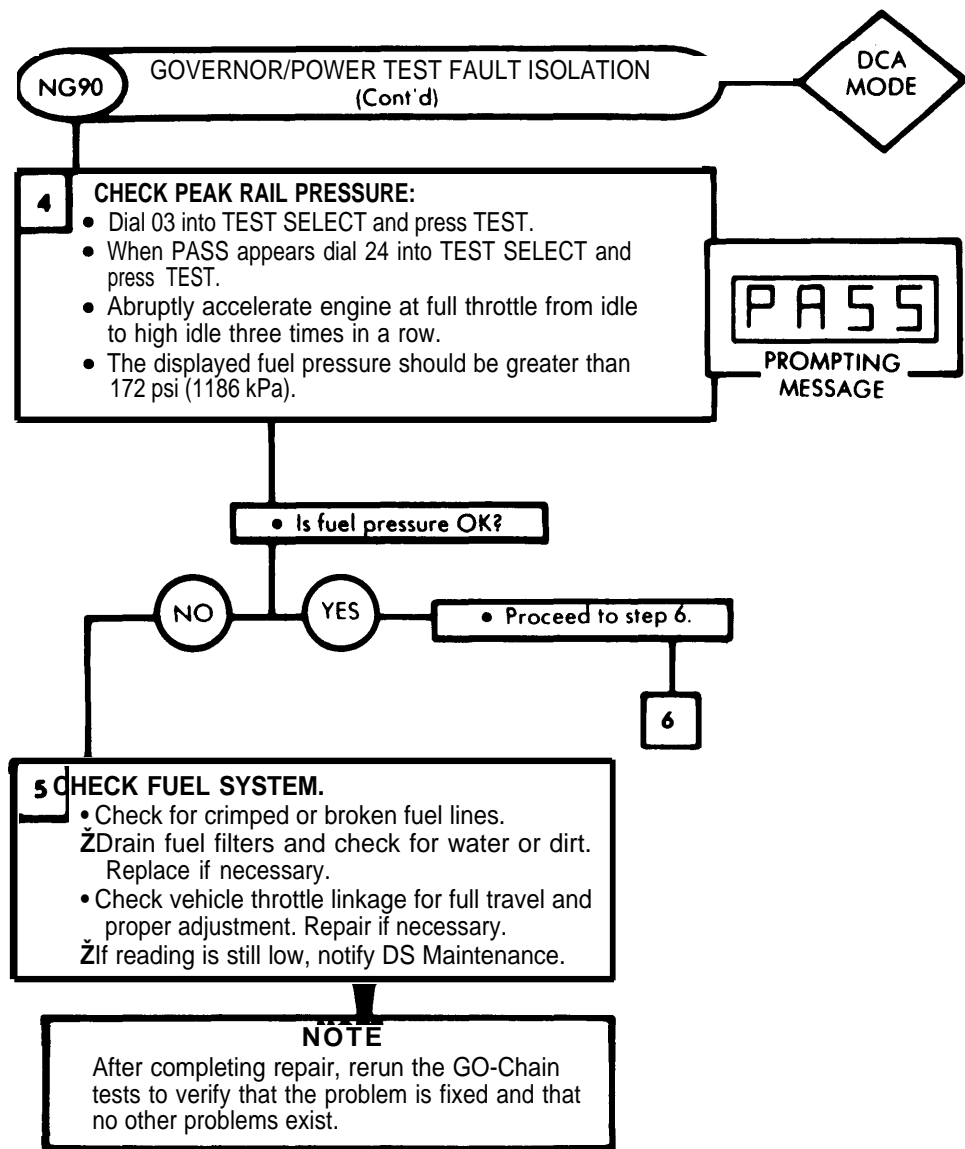 NG90
GOVERNOR/POWER TEST FAULT ISOLATION
(Cont'd)
DCA
MODE
4
CHECK PEAK RAIL PRESSURE:
• Dial 03 into TEST SELECT and press TEST.
• When PASS appears dial 24 into TEST SELECT and
press TEST.
• Abruptly accelerate engine at full throttle from idle
to high idle three times in a row.
• The displayed fuel pressure should be greater than
172 psi (1186 kPa).
PASS
PROMPTING
MESSAGE
• Is fuel pressure OK?
NO
YES
• Proceed to step 6.
6
5 CHECK FUEL SYSTEM.
• Check for crimped or broken fuel lines.
ŽDrain fuel filters and check for water or dirt.
Replace if necessary.
• Check vehicle throttle linkage for full travel and
proper adjustment. Repair if necessary.
ŽIf reading is still low, notify DS Maintenance.
NOTE
After completing repair, rerun the GO-Chain
tests to verify that the problem is fixed and that
no other problems exist.